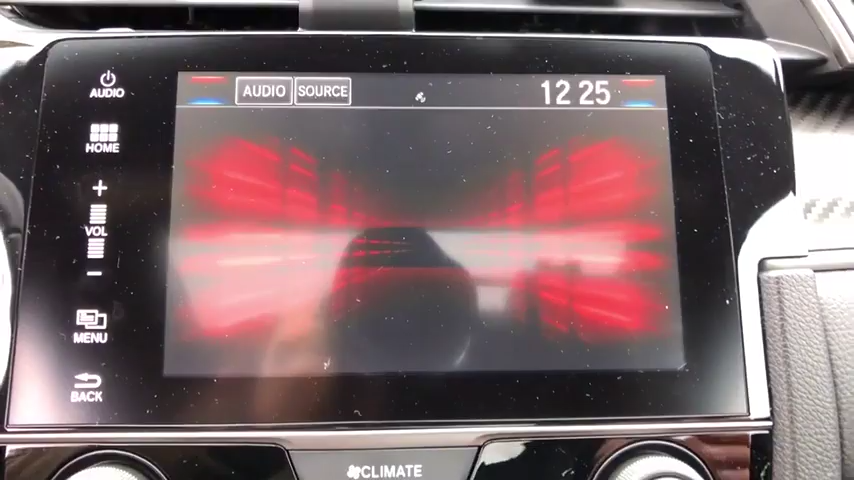 AUDIO
HOME
+
VOL
−
MENU
BACK
AUDIO SOURCE 12 25
CLIMATE